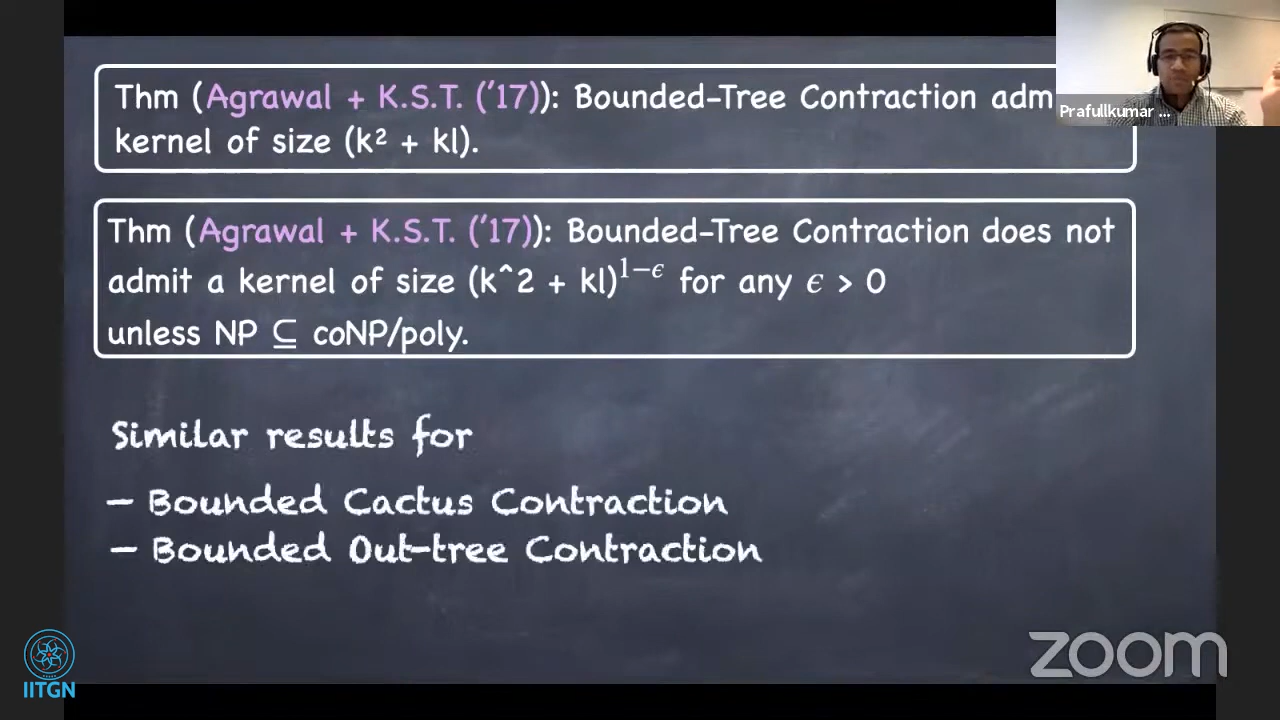 Thm (Agrawal + K.S.T. ('17)): Bounded-Tree Contraction adm
kernel of size (k² + kl).
Prafullkumar ...
Thm (Agrawal + K.S.T. ('17)): Bounded-Tree Contraction does not
admit a kernel of size (k^2 + kl)^{1-ϵ} for any ϵ > 0
unless NP ⊆ coNP/poly.
Similar results for
- Bounded Cactus Contraction
- Bounded Out-tree Contraction
zoom
IITGN